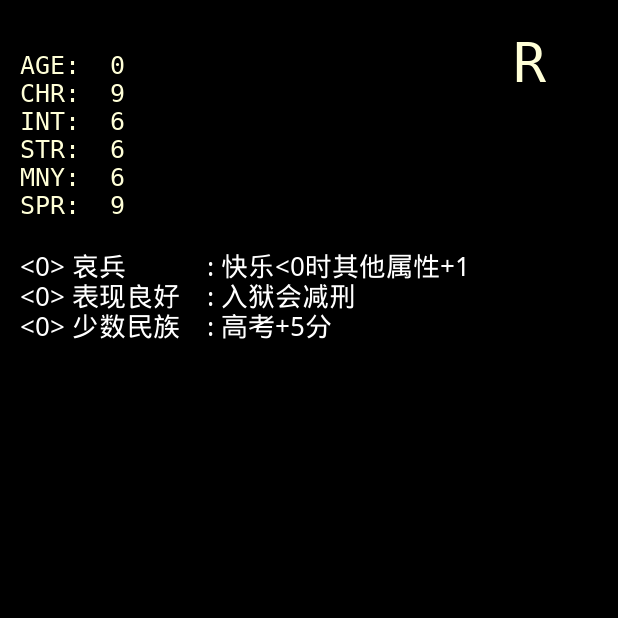 R
AGE: 0
CHR: 9
INT: 6
STR: 6
MNY: 6
SPR: 9
<0> 哀兵 : 快乐<0时其他属性+1
<0> 表现良好 : 入狱会减刑
<0> 少数民族 : 高考+5分